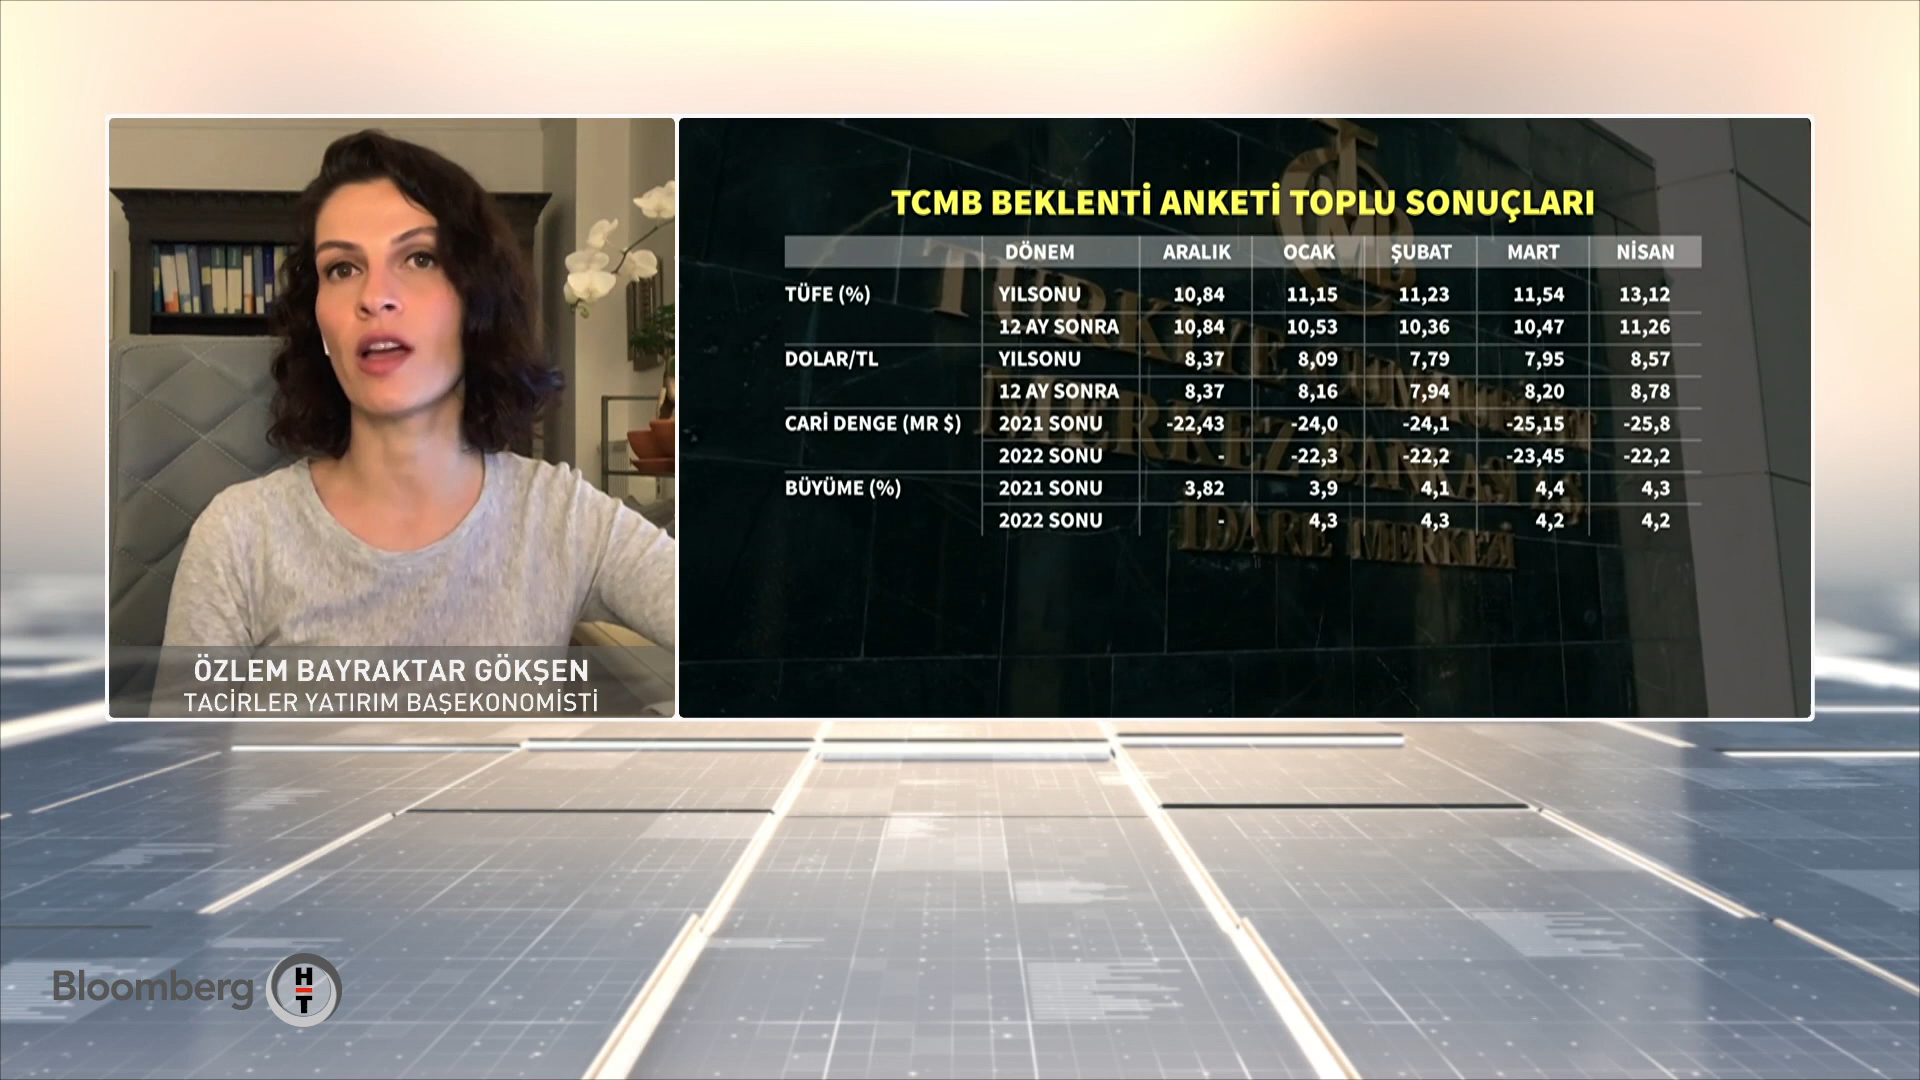 TCMB BEKLENTİ ANKETİ TOPLU SONUÇLARI
DÖNEM ARALIK OCAK ŞUBAT MART NİSAN
TÜFE (%) YILSONU 10,84 11,15 11,23 11,54 13,12
12 AY SONRA 10,84 10,53 10,36 10,47 11,26
DOLAR/TL YILSONU 8,37 8,09 7,79 7,95 8,57
12 AY SONRA 8,37 8,16 7,94 8,20 8,78
CARİ DENGE (MR $) 2021 SONU -22,43 -24,0 -24,1 -25,15 -25,8
2022 SONU - -22,3 -22,2 -23,45 -22,2
BÜYÜME (%) 2021 SONU 3,82 3,9 4,1 4,4 4,3
2022 SONU - 4,3 4,3 4,2 4,2
TÜRKİYE
MERKEZ BANKASI
İDARE MERKEZİ
ÖZLEM BAYRAKTAR GÖKŞEN
TACİRLER YATIRIM BAŞEKONOMİSTİ
Bloomberg HT